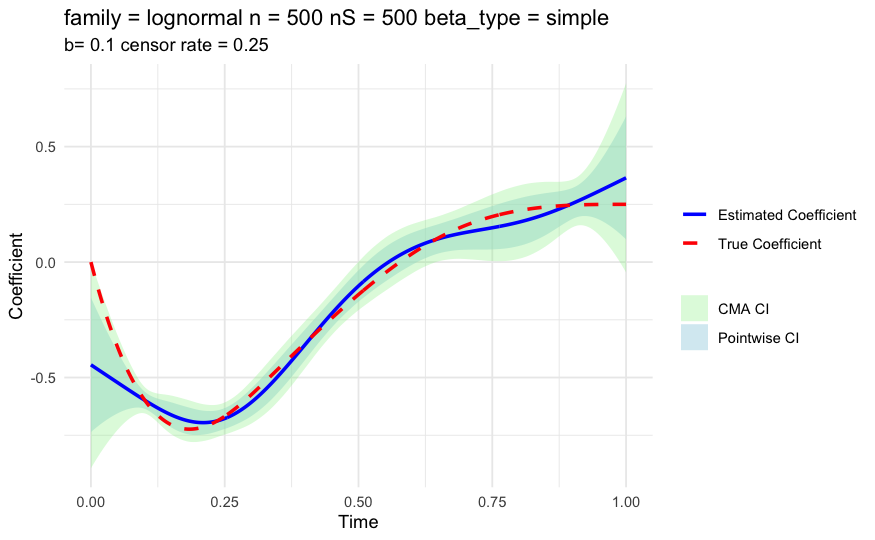 family = lognormal n = 500 nS = 500 beta_type = simple
b= 0.1 censor rate = 0.25
Coefficient
0.5
0.0
-0.5
0.00
0.25
0.50
0.75
1.00
Time
Estimated Coefficient
True Coefficient
CMA CI
Pointwise CI